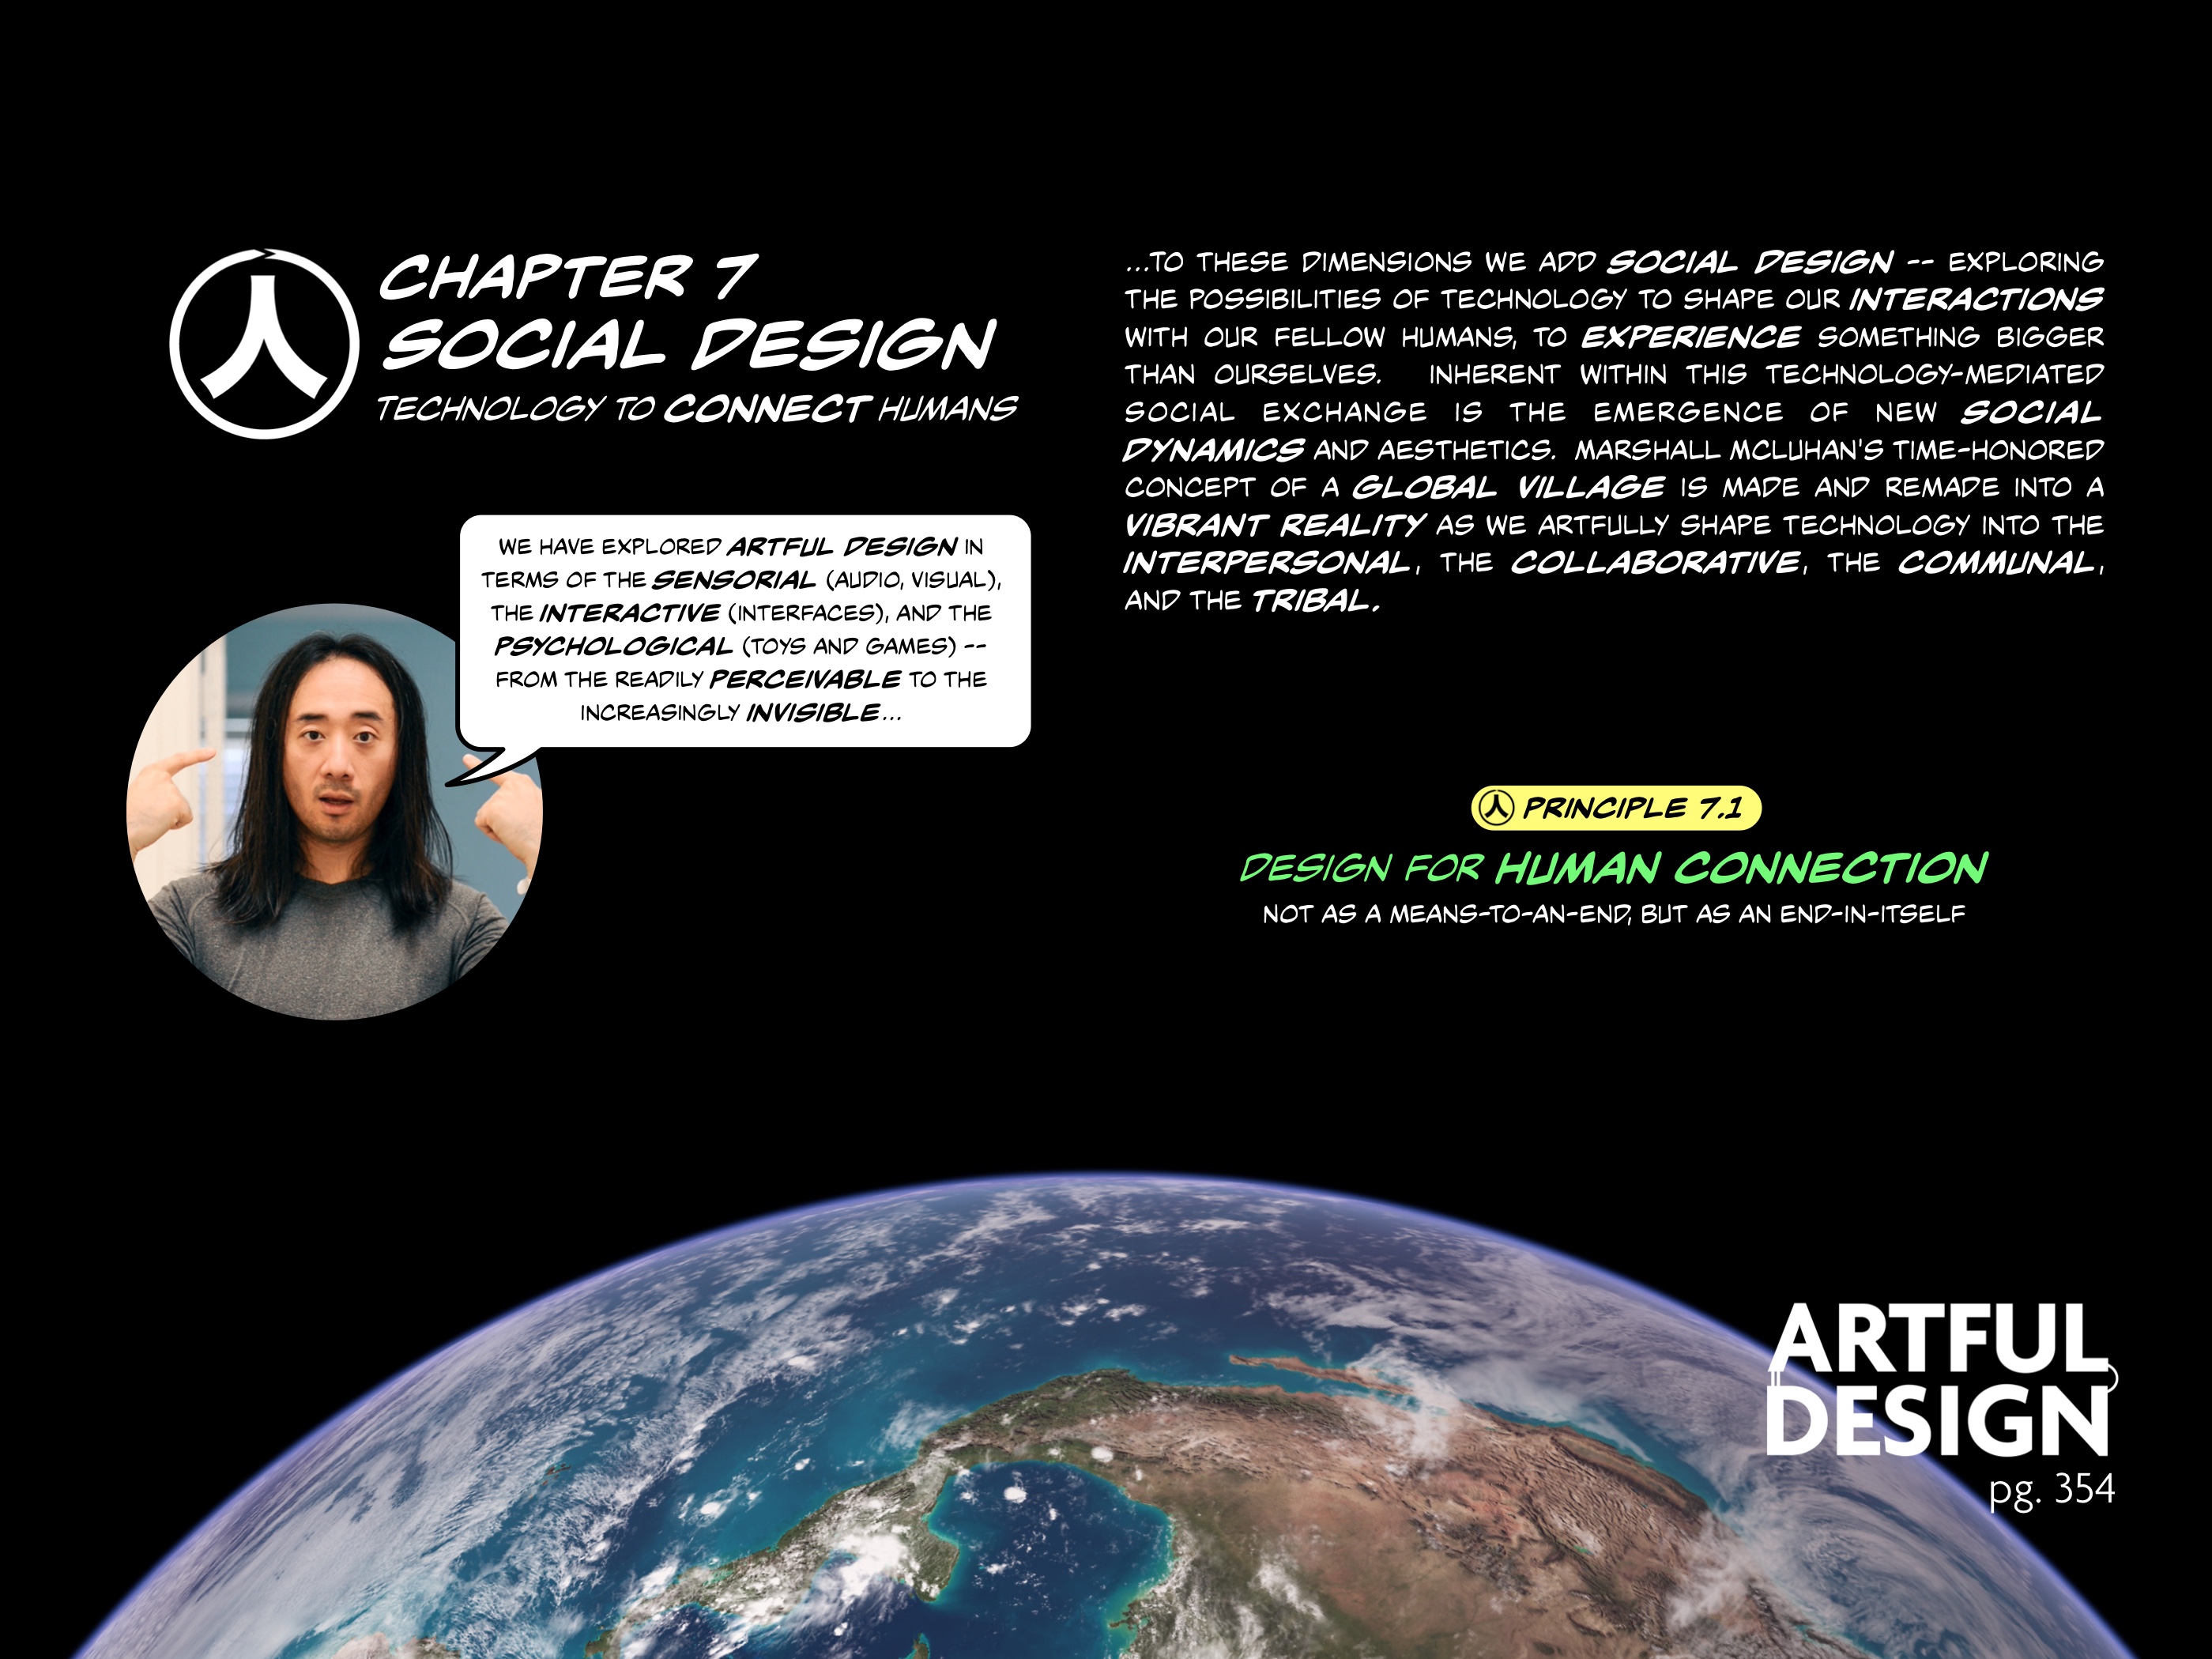 人 CHAPTER 7
SOCIAL DESIGN
TECHNOLOGY TO CONNECT HUMANS
WE HAVE EXPLORED ARTFUL DESIGN IN
TERMS OF THE SENSORIAL (AUDIO, VISUAL),
THE INTERACTIVE (INTERFACES), AND THE
PSYCHOLOGICAL (TOYS AND GAMES) --
FROM THE READILY PERCEIVABLE TO THE
INCREASINGLY INVISIBLE...
...TO THESE DIMENSIONS WE ADD SOCIAL DESIGN -- EXPLORING
THE POSSIBILITIES OF TECHNOLOGY TO SHAPE OUR INTERACTIONS
WITH OUR FELLOW HUMANS, TO EXPERIENCE SOMETHING BIGGER
THAN OURSELVES. INHERENT WITHIN THIS TECHNOLOGY-MEDIATED
SOCIAL EXCHANGE IS THE EMERGENCE OF NEW SOCIAL
DYNAMICS AND AESTHETICS. MARSHALL MCLUHAN'S TIME-HONORED
CONCEPT OF A GLOBAL VILLAGE IS MADE AND REMADE INTO A
VIBRANT REALITY AS WE ARTFULLY SHAPE TECHNOLOGY INTO THE
INTERPERSONAL, THE COLLABORATIVE, THE COMMUNAL,
AND THE TRIBAL.
人 PRINCIPLE 7.1
DESIGN FOR HUMAN CONNECTION
NOT AS A MEANS-TO-AN-END, BUT AS AN END-IN-ITSELF
ARTFUL
DESIGN
pg. 354